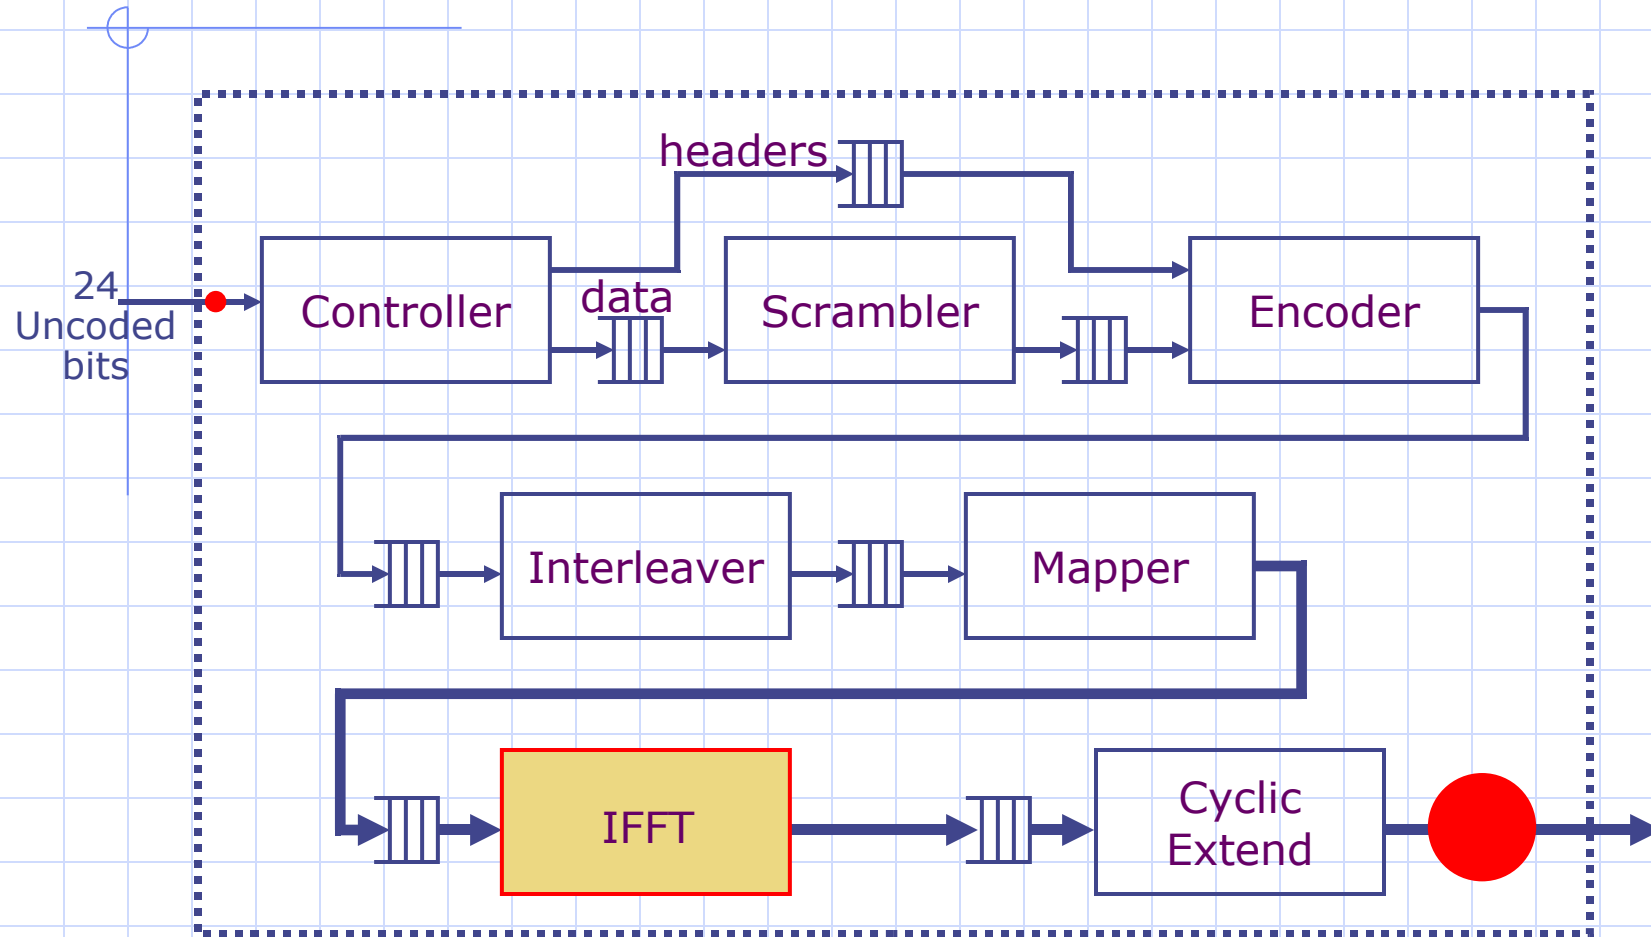 headers
24
Uncoded
bits
Controller
data
Scrambler
Encoder
Interleaver
Mapper
IFFT
Cyclic
Extend